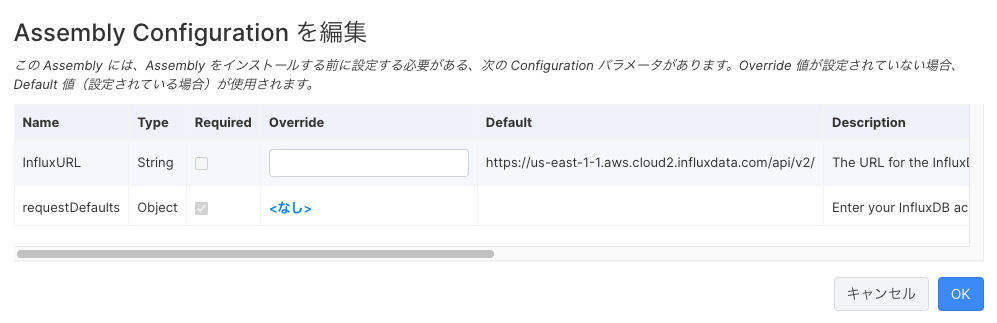 Assembly Configuration を編集
この Assembly には、Assembly をインストールする前に設定する必要がある、次の Configuration パラメータがあります。Override 値が設定されていない場合、
Default 値（設定されている場合）が使用されます。
Name Type Required Override Default Description
InfluxURL String https://us-east-1-1.aws.cloud2.influxdata.com/api/v2/ The URL for the InfluxD
requestDefaults Object <なし> Enter your InfluxDB ac
キャンセル OK